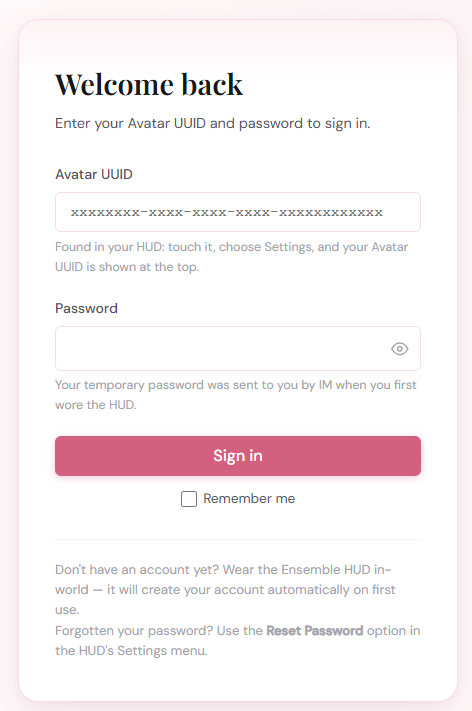 Welcome back
Enter your Avatar UUID and password to sign in.
Avatar UUID
xxxxxxxx-xxxx-xxxx-xxxx-xxxxxxxxxxxx
Found in your HUD: touch it, choose Settings, and your Avatar
UUID is shown at the top.
Password
Your temporary password was sent to you by IM when you first
wore the HUD.
Sign in
Remember me
Don't have an account yet? Wear the Ensemble HUD in-
world — it will create your account automatically on first
use.
Forgotten your password? Use the Reset Password option in
the HUD's Settings menu.